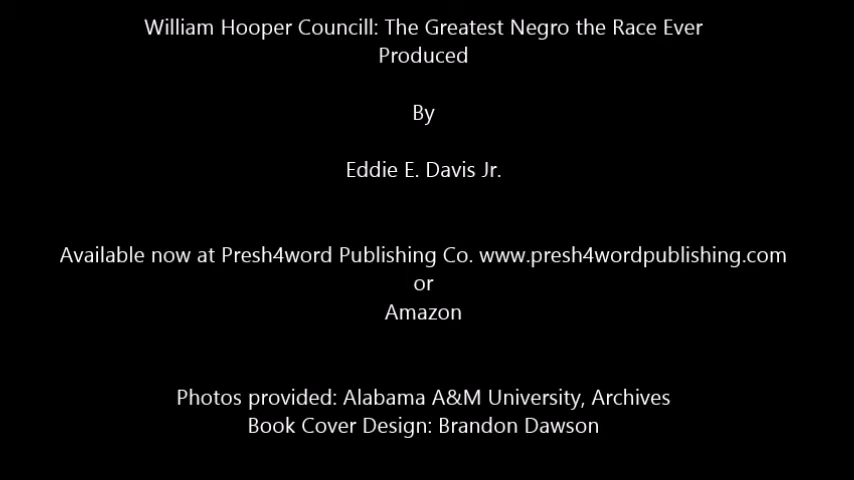 William Hooper Councill: The Greatest Negro the Race Ever
Produced
By
Eddie E. Davis Jr.
Available now at Presh4word Publishing Co. www.presh4wordpublishing.com
or
Amazon
Photos provided: Alabama A&M University, Archives
Book Cover Design: Brandon Dawson